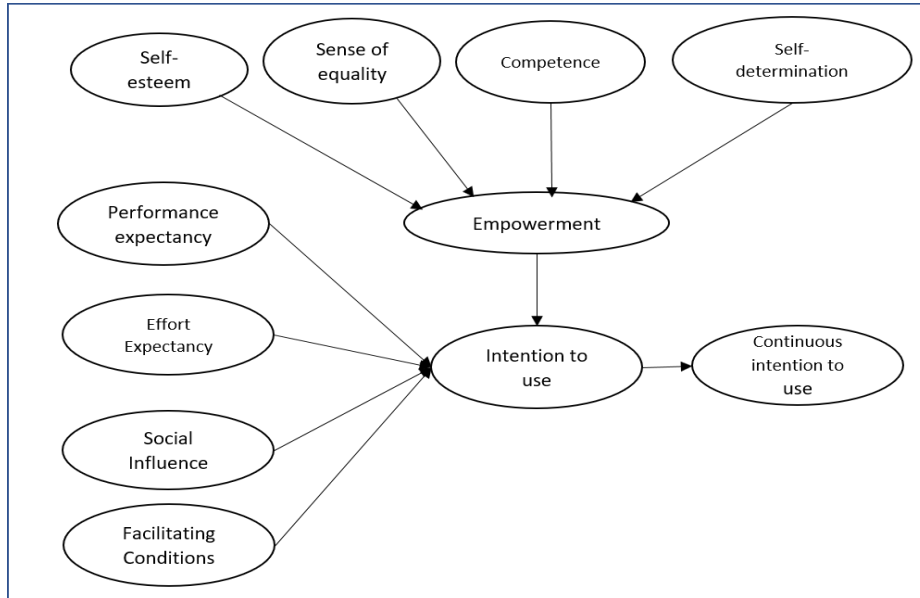 Self-
esteem
Sense of
equality
Competence
Self-
determination
Performance
expectancy
Empowerment
Effort
Expectancy
Intention to
use
Continuous
intention to
use
Social
Influence
Facilitating
Conditions